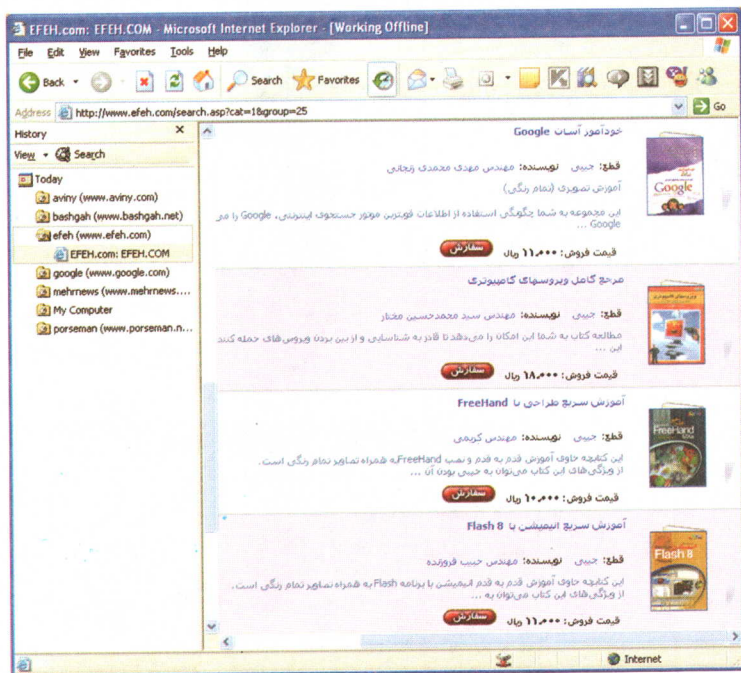 EFEH.com: EFEH.COM - Microsoft Internet Explorer - [Working Offline]
File Edit View Favorites Tools Help
Back Search Favorites
Address http://www.efeh.com/search.asp?cat=1&group=25 Go
History
View Search
Today
aviny (www.aviny.com)
bashgah (www.bashgah.net)
efeh (www.efeh.com)
EFEH.com: EFEH.COM
google (www.google.com)
mehrnews (www.mehrnews....
My Computer
porseman (www.porseman.n...
خودآموز آساب Google
قطع: جیبی نویسنده: مهندس مهدی محمدی زنجانی
آموزش تصویری (تمام رنگی)
این مجموعه به شما چگونگی استفاده از اطلاعات قویترین موتور جستجوی اینترنتی، Google را می
Google ...
قیمت فروش: ۱۱،۰۰۰ ریال سفارش
Google
مرجع کامل ویروسهای کامپیوتری
قطع: جیبی نویسنده: مهندس سید محمدحسین مختار
مطالعه کتاب به شما این امکان را می‌دهد تا قادر به شناسایی و از بین بردن ویروس های حمله کنند
این ...
قیمت فروش: ۱۸،۰۰۰ ریال سفارش
آموزش سریع طراحی با FreeHand
قطع: جیبی نویسنده: مهندس کریمی
این کتابچه حاوی آموزش قدم به قدم و نصب FreeHand به همراه تصاویر تمام رنگی است.
از ویژگی های این کتاب می‌توان به جیبی بودن آن ...
قیمت فروش: ۱۰،۰۰۰ ریال سفارش
FreeHand
آموزش سریع انیمیشن با Flash 8
قطع: جیبی نویسنده: مهندس حبیب فروزنده
این کتابچه حاوی آموزش قدم به قدم انیمیشن با برنامه Flash به همراه تصاویر تمام رنگی است.
از ویژگی های این کتاب می‌توان به ...
قیمت فروش: ۱۱،۰۰۰ ریال سفارش
Flash 8
Internet